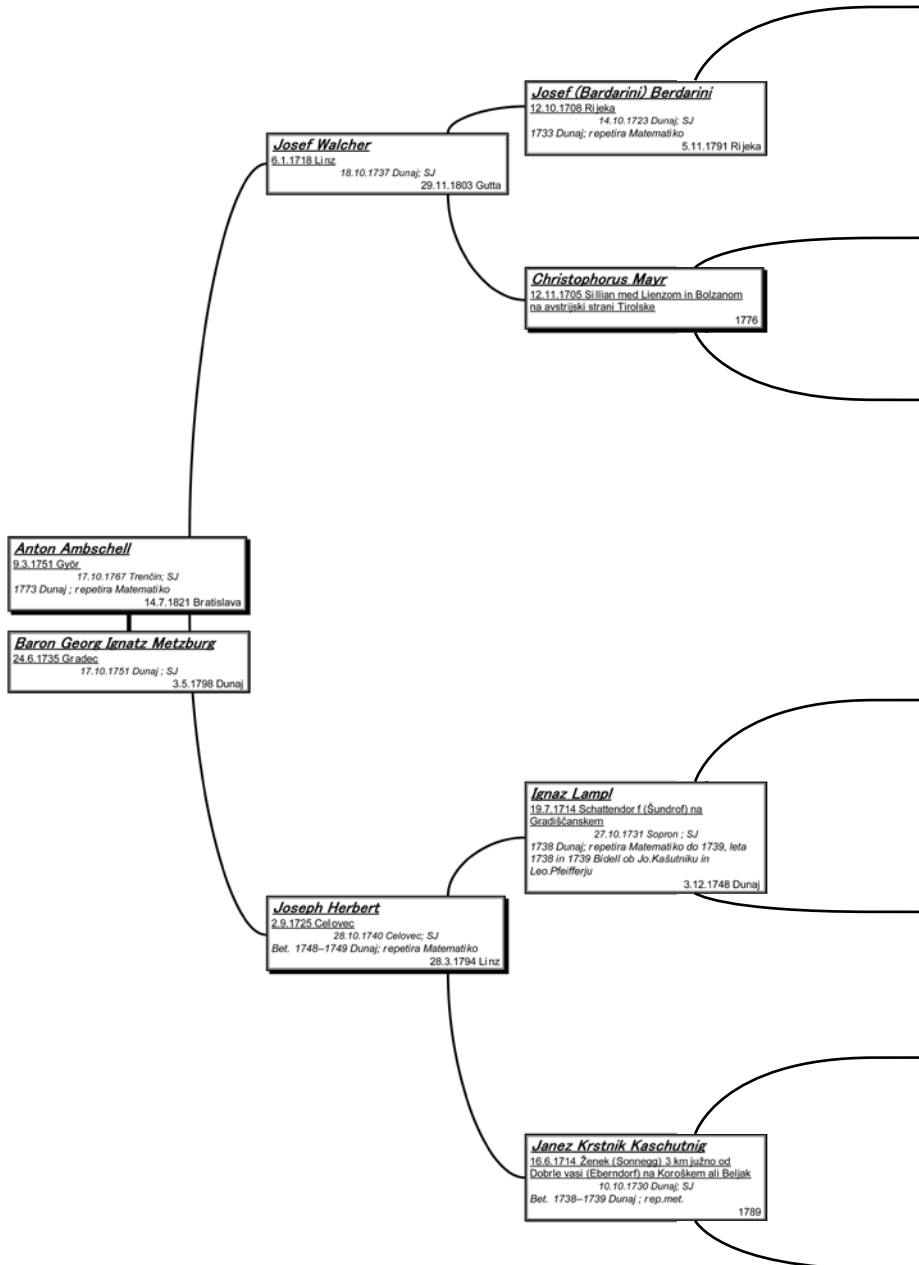 Josef (Bardarini) Berdarini
12.10.1708 Rijeka
14.10.1723 Dunaj; SJ
1733 Dunaj; repetira Matematiko
5.11.1791 Rijeka
Josef Walcher
6.1.1718 Linz
18.10.1737 Dunaj; SJ
29.11.1803 Gutta
Christophorus Mayr
12.11.1705 Sillian med Lienzom in Bolzanom
na avstrijski strani Tirolske
1776
Anton Ambschell
9.3.1751 Győr
17.10.1767 Trenčin; SJ
1773 Dunaj ; repetira Matematiko
14.7.1821 Bratislava
Baron Georg Ignatz Metzburg
24.6.1735 Gradec
17.10.1751 Dunaj ; SJ
3.5.1798 Dunaj
Ignaz Lampl
19.7.1714 Schattendorf (Šundrof) na
Gradiščanskem
27.10.1731 Sopron ; SJ
1738 Dunaj; repetira Matematiko do 1739, leta
1738 in 1739 Bidell ob Jo.Kašutniku in
Leo.Pfeifferju
3.12.1748 Dunaj
Joseph Herbert
2.9.1725 Celovec
28.10.1740 Celovec; SJ
Bet. 1748–1749 Dunaj; repetira Matematiko
28.3.1794 Linz
Janez Krstnik Kaschutnig
16.6.1714 Ženek (Sonnegg) 3 km južno od
Dobrle vasi (Eberndorf) na Koroškem ali Beljak
10.10.1730 Dunaj; SJ
Bet. 1738–1739 Dunaj ; rep.met.
1789